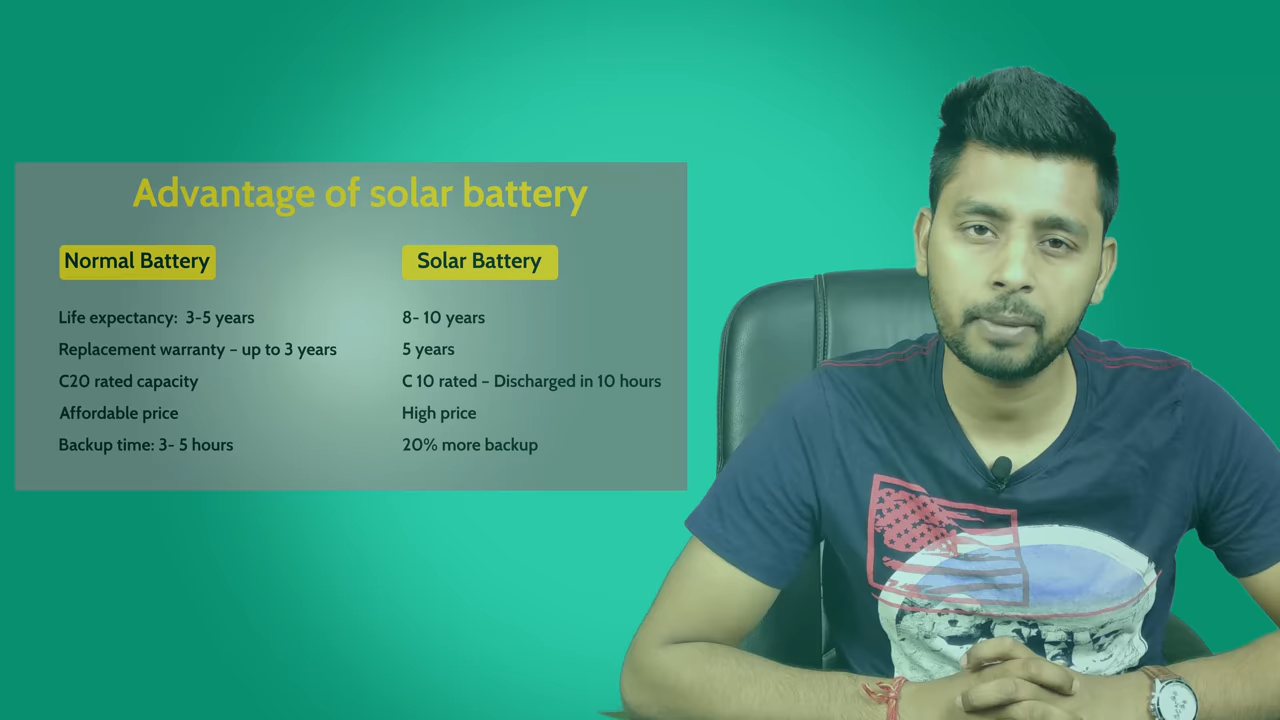 Advantage of solar battery
Normal Battery Solar Battery
Life expectancy: 3-5 years 8- 10 years
Replacement warranty – up to 3 years 5 years
C20 rated capacity C 10 rated – Discharged in 10 hours
Affordable price High price
Backup time: 3- 5 hours 20% more backup